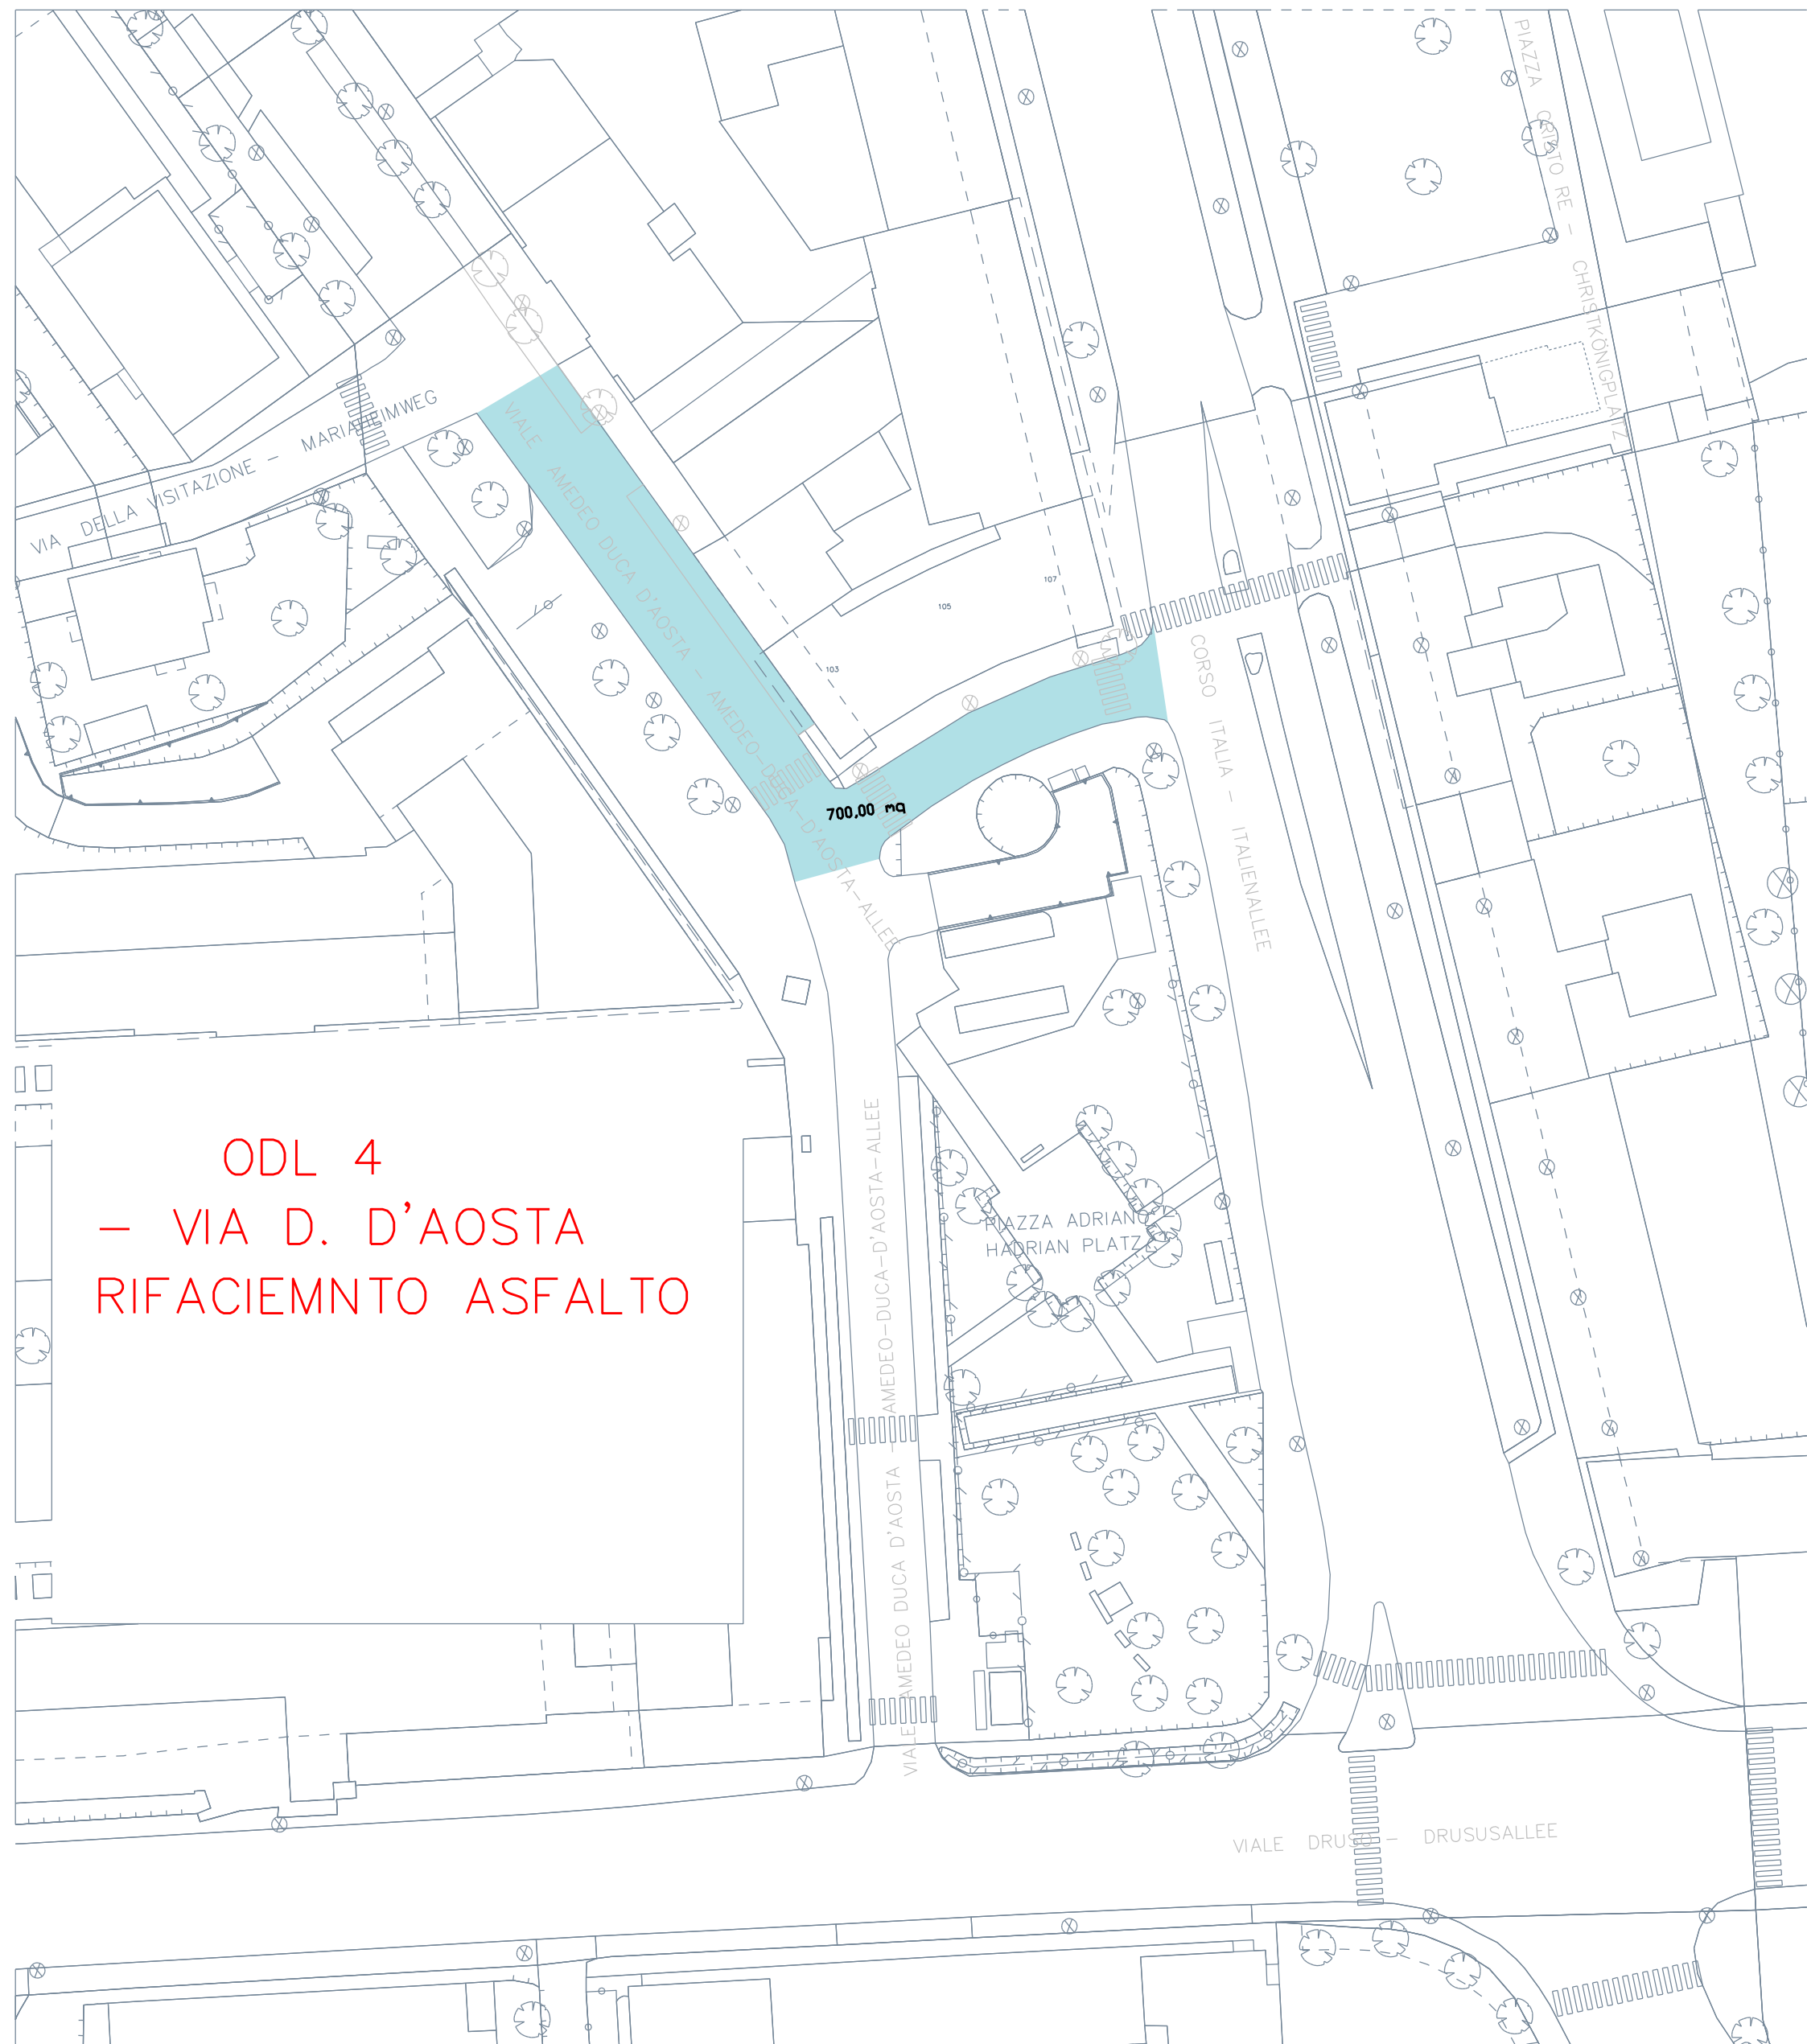 PIAZZA CRISTO RE - CHRISTKÖNIGPLATZ
VIA DELLA VISITAZIONE - MARIAHEIMWEG
VIALE AMEDEO DUCA D'AOSTA - AMEDEO-DUCA-D'AOSTA-ALLEE
107
105
103
CORSO ITALIA - ITALIENALLEE
700,00 mq
ODL 4
- VIA D. D'AOSTA
RIFACIEMNTO ASFALTO
PIAZZA ADRIANO -
HADRIAN PLATZ
VIALE AMEDEO DUCA D'AOSTA - AMEDEO-DUCA-D'AOSTA-ALLEE
VIALE DRUSO - DRUSUSALLEE